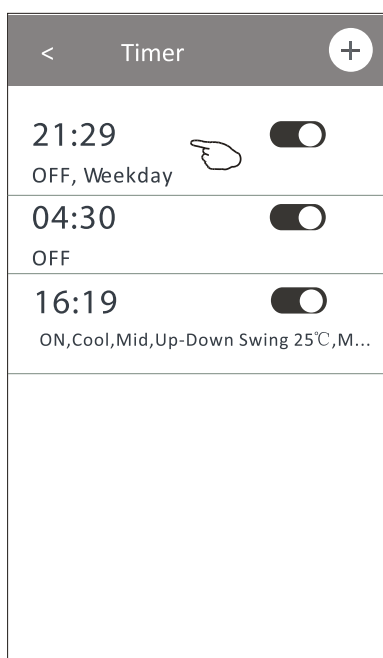 < Timer +
21:29
OFF, Weekday
04:30
OFF
16:19
ON,Cool,Mid,Up-Down Swing 25℃,M...